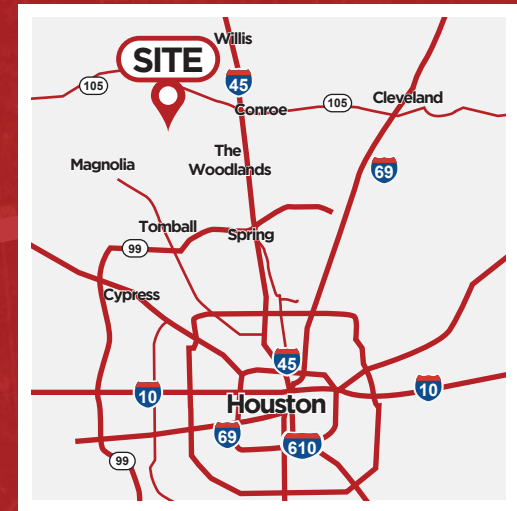 Willis
SITE
45
105
105
Cleveland
Conroe
The
Woodlands
Magnolia
69
Tomball
Spring
99
Cypress
45
10
10
Houston
69
610
99